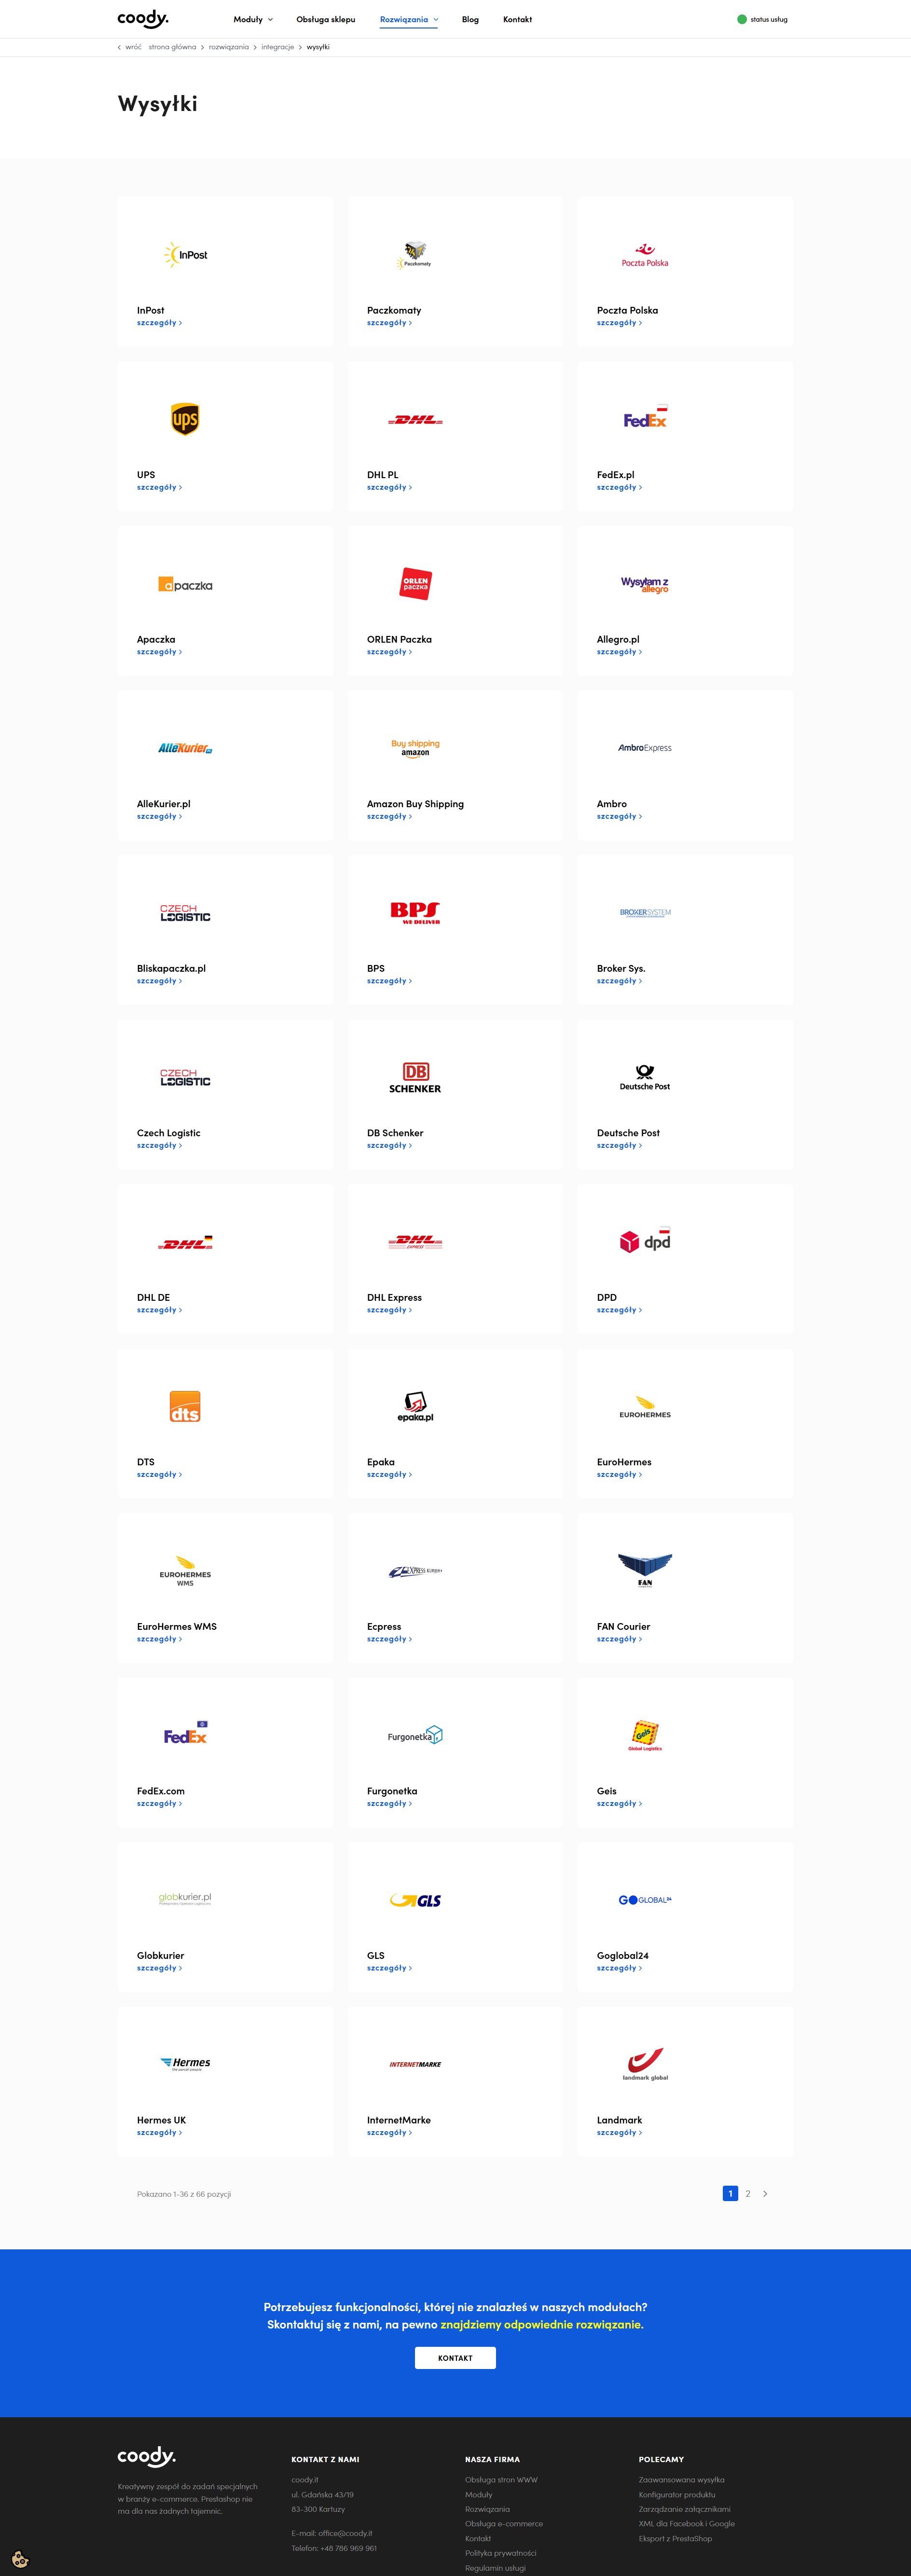 coody.
Moduły
Obsługa sklepu
Rozwiązania
Blog
Kontakt
status usług
wróć strona główna rozwiązania integracje wysyłki
Wysyłki
InPost
InPost
szczegóły
Paczkomaty
Paczkomaty
szczegóły
Poczta Polska
Poczta Polska
szczegóły
ups
UPS
szczegóły
DHL
DHL PL
szczegóły
FedEx
FedEx.pl
szczegóły
apaczka
Apaczka
szczegóły
ORLEN
paczka
ORLEN Paczka
szczegóły
Wysyłam z
allegro
Allegro.pl
szczegóły
AlleKurier
AlleKurier.pl
szczegóły
Buy shipping
amazon
Amazon Buy Shipping
szczegóły
AmbroExpress
Ambro
szczegóły
CZECH
LOGISTIC
Bliskapaczka.pl
szczegóły
BPS
WE DELIVER
BPS
szczegóły
BROKERSYSTEM
Broker Sys.
szczegóły
CZECH
LOGISTIC
Czech Logistic
szczegóły
DB
SCHENKER
DB Schenker
szczegóły
Deutsche Post
Deutsche Post
szczegóły
DHL
DHL DE
szczegóły
DHL
EXPRESS
DHL Express
szczegóły
dpd
DPD
szczegóły
dts
DTS
szczegóły
epaka.pl
Epaka
szczegóły
EUROHERMES
EuroHermes
szczegóły
EUROHERMES
WMS
EuroHermes WMS
szczegóły
EXPRESS KURIER
Ecpress
szczegóły
FAN
FAN Courier
szczegóły
FedEx
FedEx.com
szczegóły
Furgonetka
Furgonetka
szczegóły
Geis
Global Logistics
Geis
szczegóły
globkurier.pl
Globkurier
szczegóły
GLS
GLS
szczegóły
GOGLOBAL24
Goglobal24
szczegóły
Hermes
the parcel people
Hermes UK
szczegóły
INTERNETMARKE
InternetMarke
szczegóły
landmark global
Landmark
szczegóły
Pokazano 1-36 z 66 pozycji
1 2
Potrzebujesz funkcjonalności, której nie znalazłeś w naszych modułach?
Skontaktuj się z nami, na pewno znajdziemy odpowiednie rozwiązanie.
KONTAKT
coody.
Kreatywny zespół do zadań specjalnych
w branży e-commerce. Prestashop nie
ma dla nas żadnych tajemnic.
KONTAKT Z NAMI
coody.it
ul. Gdańska 43/19
83-300 Kartuzy
E-mail: office@coody.it
Telefon: +48 786 969 961
NASZA FIRMA
Obsługa stron WWW
Moduły
Rozwiązania
Obsługa e-commerce
Kontakt
Polityka prywatności
Regulamin usługi
POLECAMY
Zaawansowana wysyłka
Konfigurator produktu
Zarządzanie załącznikami
XML dla Facebook i Google
Eksport z PrestaShop